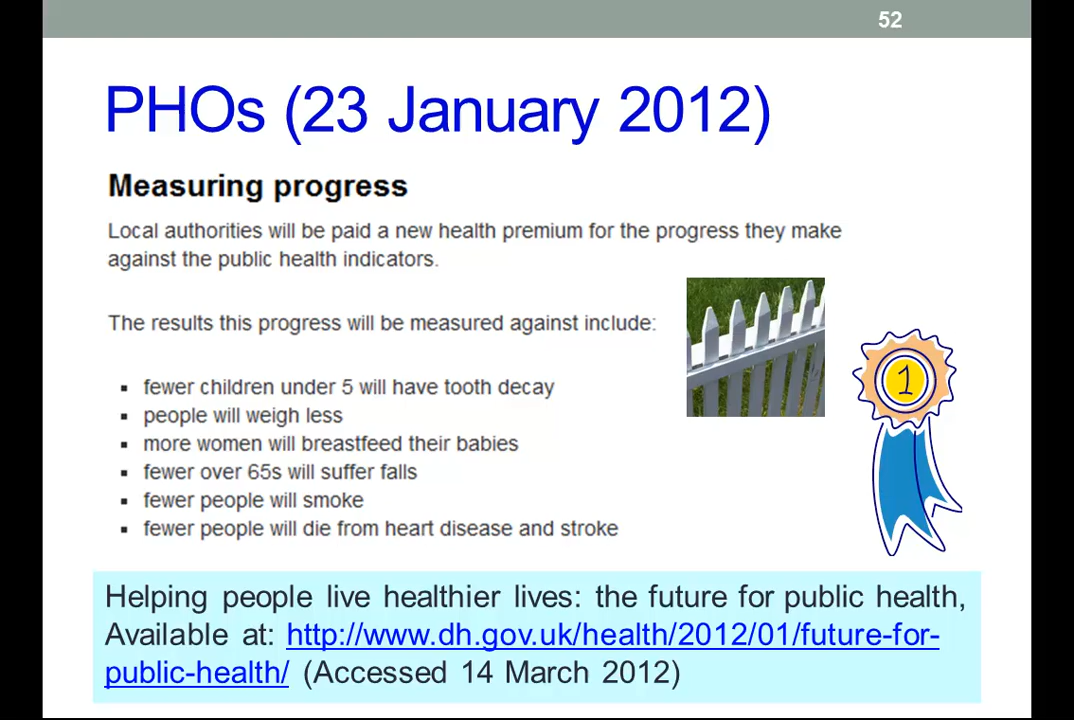 52
PHOs (23 January 2012)
Measuring progress
Local authorities will be paid a new health premium for the progress they make
against the public health indicators.
The results this progress will be measured against include:
▪ fewer children under 5 will have tooth decay
▪ people will weigh less
▪ more women will breastfeed their babies
▪ fewer over 65s will suffer falls
▪ fewer people will smoke
▪ fewer people will die from heart disease and stroke
1
Helping people live healthier lives: the future for public health,
Available at: http://www.dh.gov.uk/health/2012/01/future-for-
public-health/ (Accessed 14 March 2012)